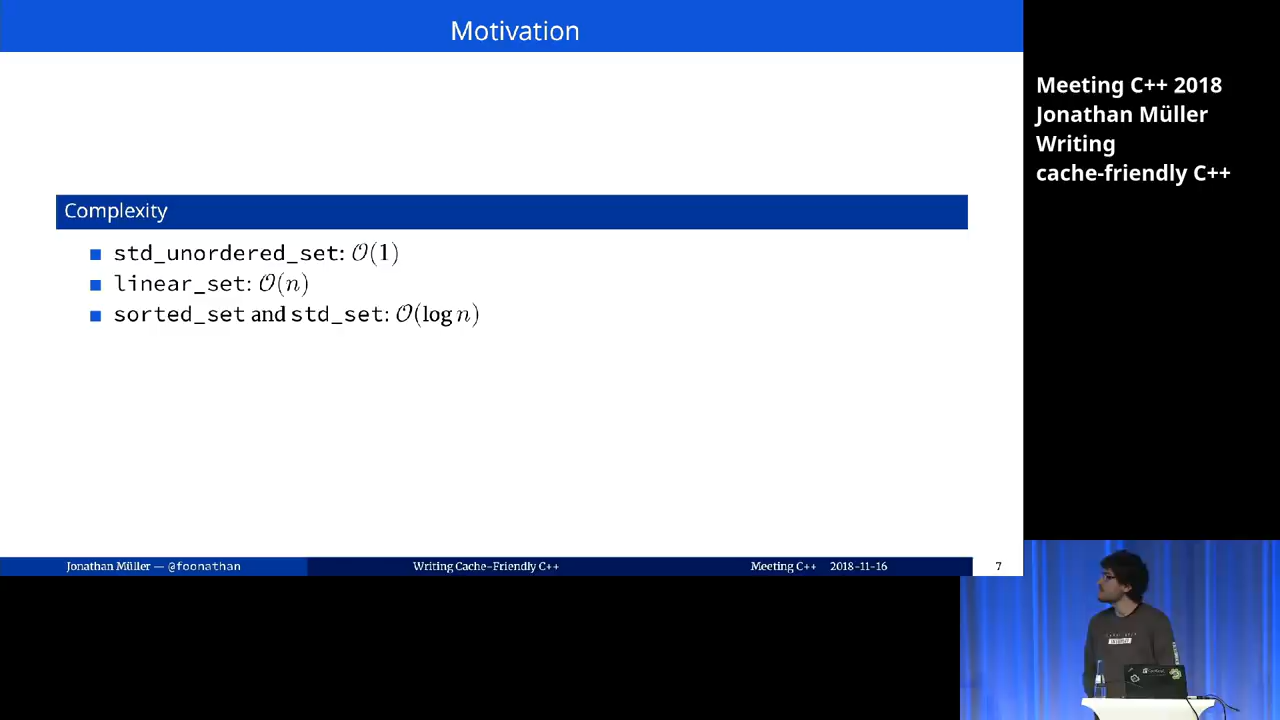 Motivation
Complexity
std_unordered_set: 𝒪(1)
linear_set: 𝒪(n)
sorted_set and std_set: 𝒪(log n)
Jonathan Müller — @foonathan
Writing Cache-Friendly C++
Meeting C++ 2018-11-16
7
Meeting C++ 2018
Jonathan Müller
Writing
cache-friendly C++